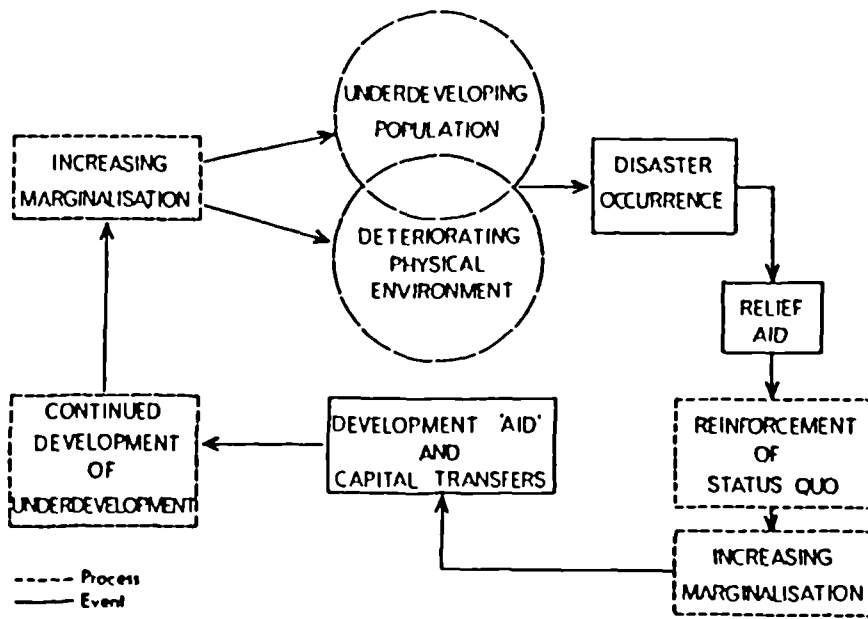 UNDERDEVELOPING
POPULATION
INCREASING
MARGINALISATION
DETERIORATING
PHYSICAL
ENVIRONMENT
DISASTER
OCCURRENCE
RELIEF
AID
REINFORCEMENT
OF
STATUS QUO
INCREASING
MARGINALISATION
DEVELOPMENT 'AID'
AND
CAPITAL TRANSFERS
CONTINUED
DEVELOPMENT
OF
UNDERDEVELOPMENT
Process
Event